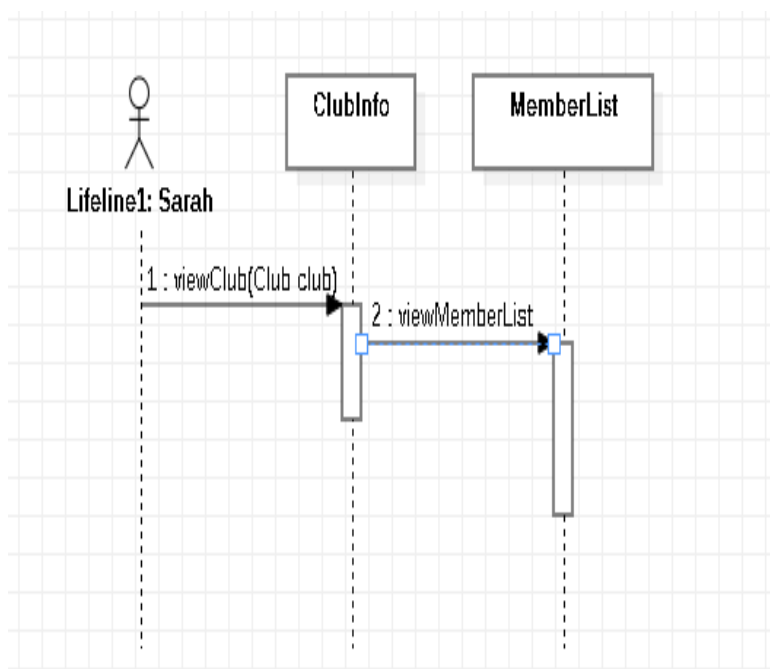 ClubInfo
MemberList
Lifeline1: Sarah
1 : viewClub(Club club)
2 : viewMemberList